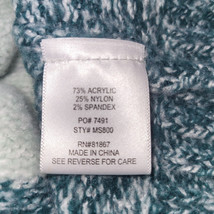 73% ACRYLIC
25% NYLON
2% SPANDEX
PO# 7491
STY# MS800
RN#81867
MADE IN CHINA
SEE REVERSE FOR CARE